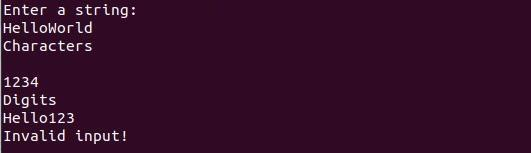 Enter a string:
HelloWorld
Characters

1234
Digits
Hello123
Invalid input!